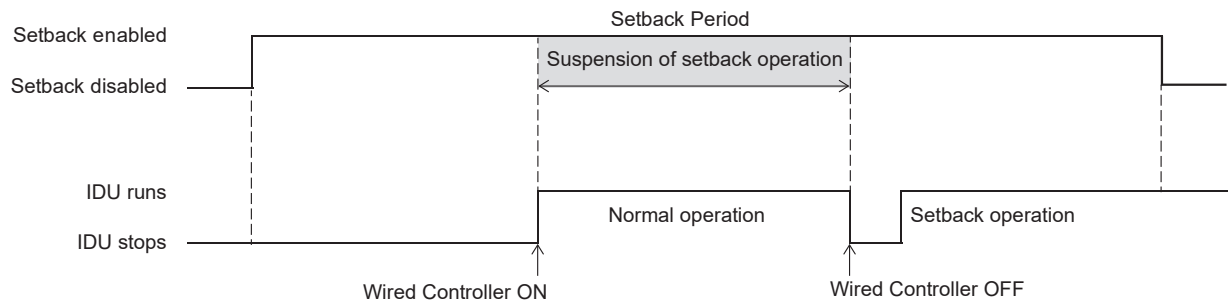 Setback Period
Setback enabled
Suspension of setback operation
Setback disabled
IDU runs
Normal operation
Setback operation
IDU stops
Wired Controller ON
Wired Controller OFF